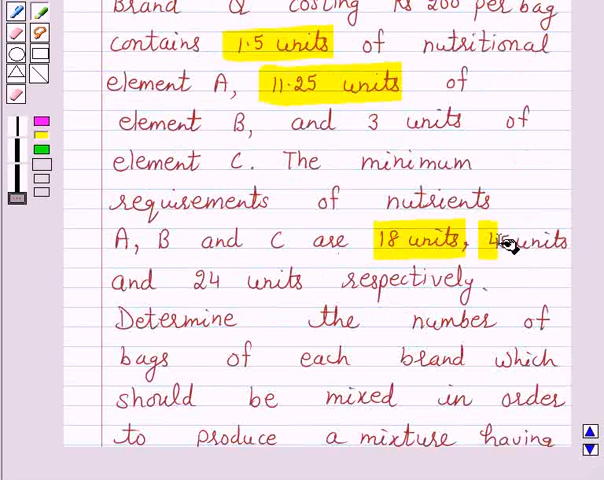 Brand Q costing Rs 200 per bag
contains 1.5 units of nutritional
element A, 11.25 units of
element B, and 3 units of
element C. The minimum
requirements of nutrients
A, B and C are 18 units, 45 units
and 24 units respectively.
Determine the number of
bags of each brand which
should be mixed in order
to produce a mixture having